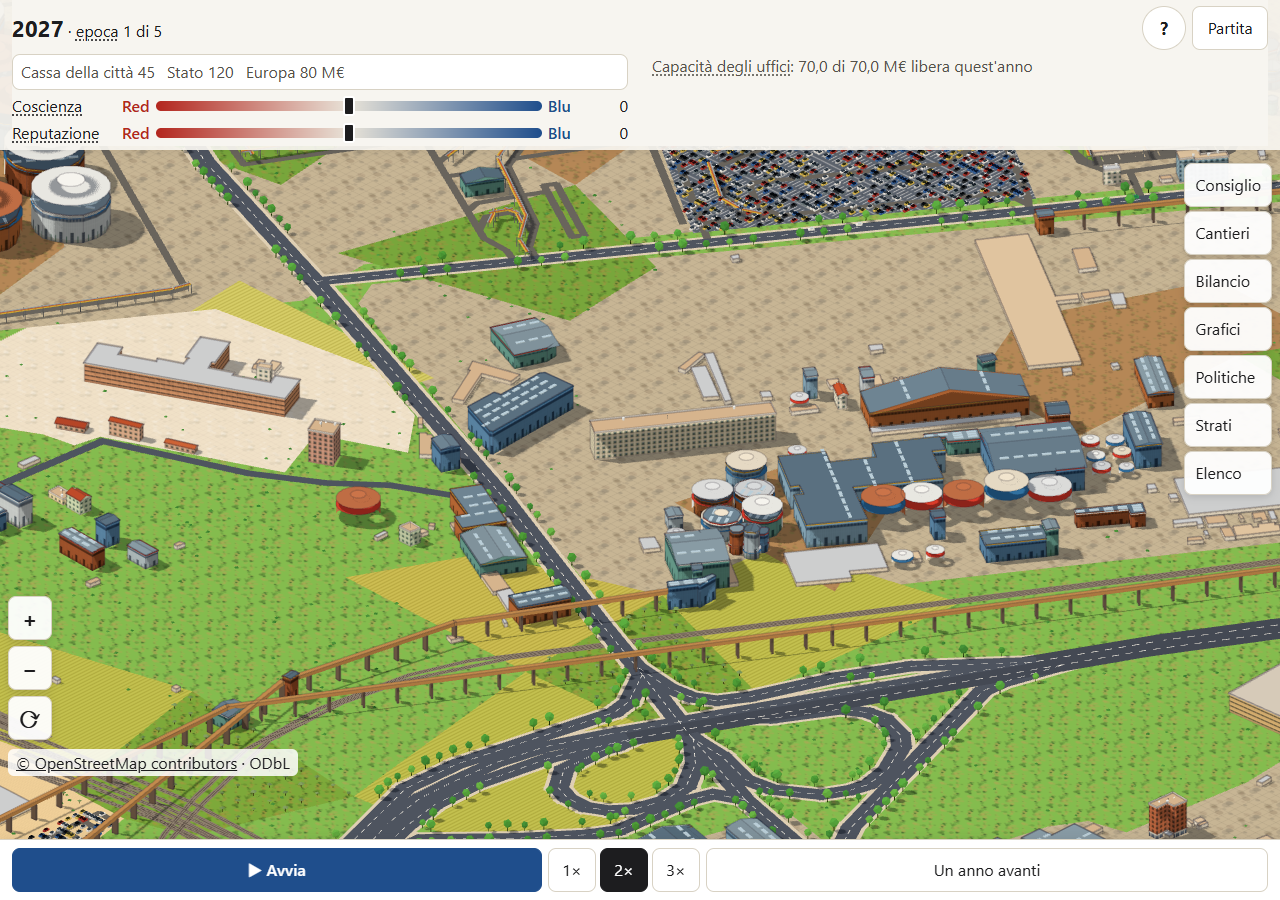 2027 · epoca 1 di 5
?
Partita
Cassa della città 45 Stato 120 Europa 80 M€
Capacità degli uffici: 70,0 di 70,0 M€ libera quest'anno
Coscienza Red Blu 0
Reputazione Red Blu 0
Consiglio
Cantieri
Bilancio
Grafici
Politiche
Strati
Elenco
+
−
© OpenStreetMap contributors · ODbL
▶ Avvia
1×
2×
3×
Un anno avanti